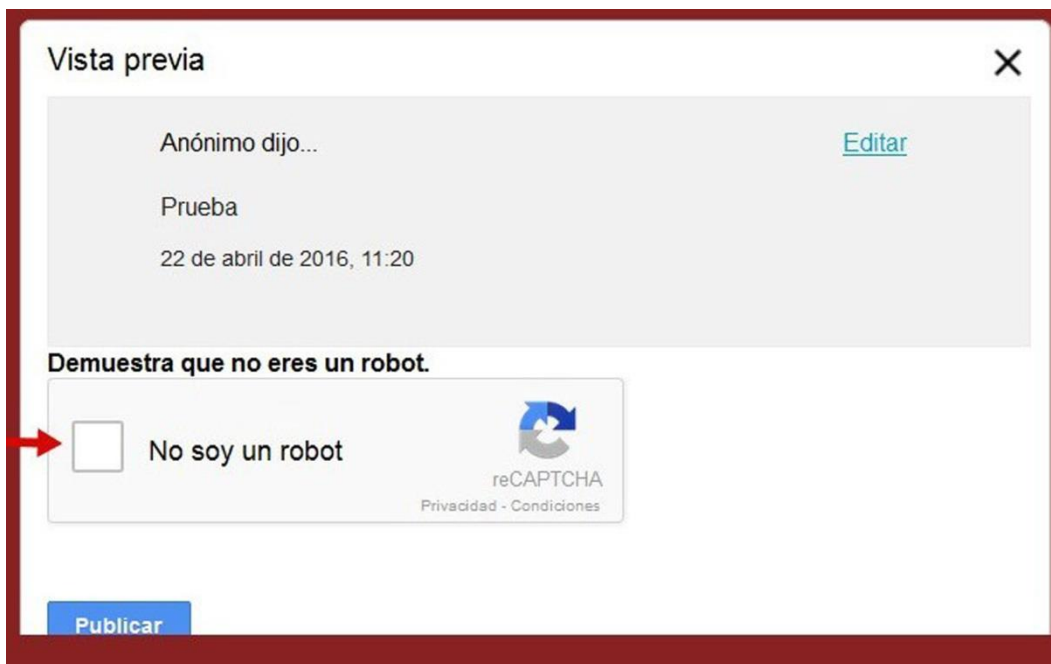 Vista previa
Anónimo dijo...
Editar
Prueba
22 de abril de 2016, 11:20
Demuestra que no eres un robot.
No soy un robot
reCAPTCHA
Privacidad - Condiciones
Publicar